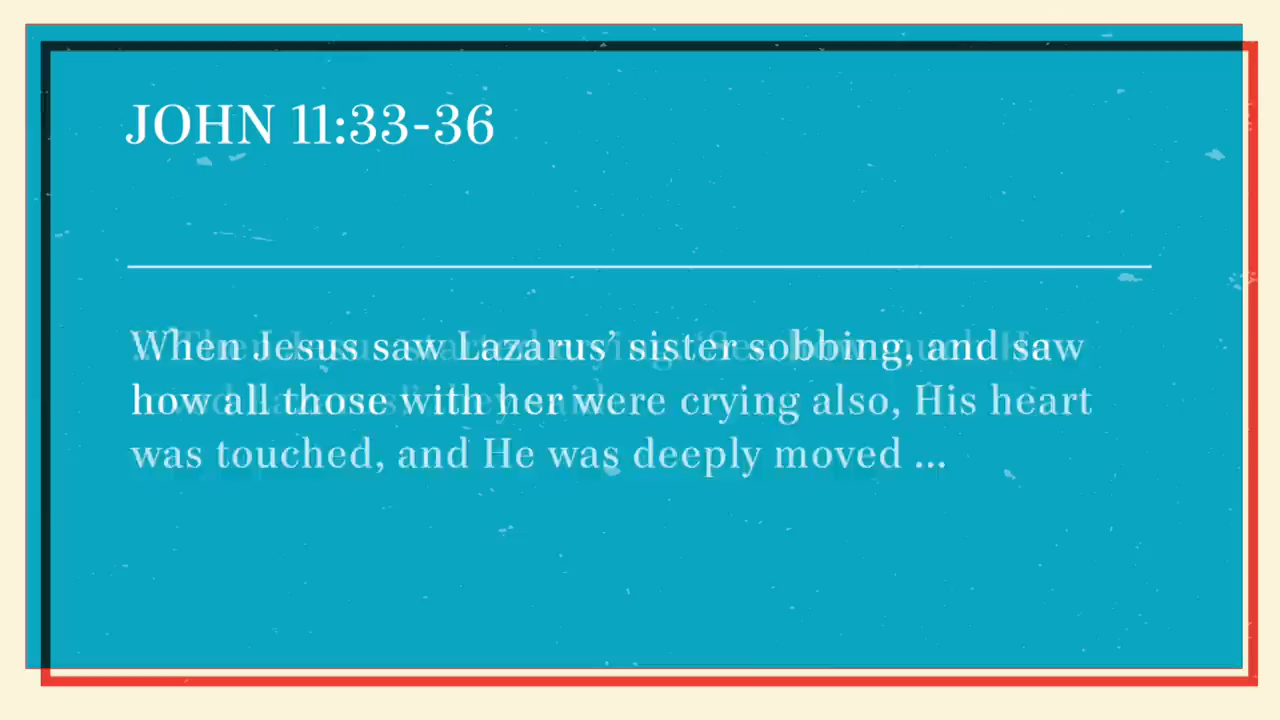 JOHN 11:33-36
When Jesus saw Lazarus’ sister sobbing, and saw
how all those with her were crying also, His heart
was touched, and He was deeply moved ...